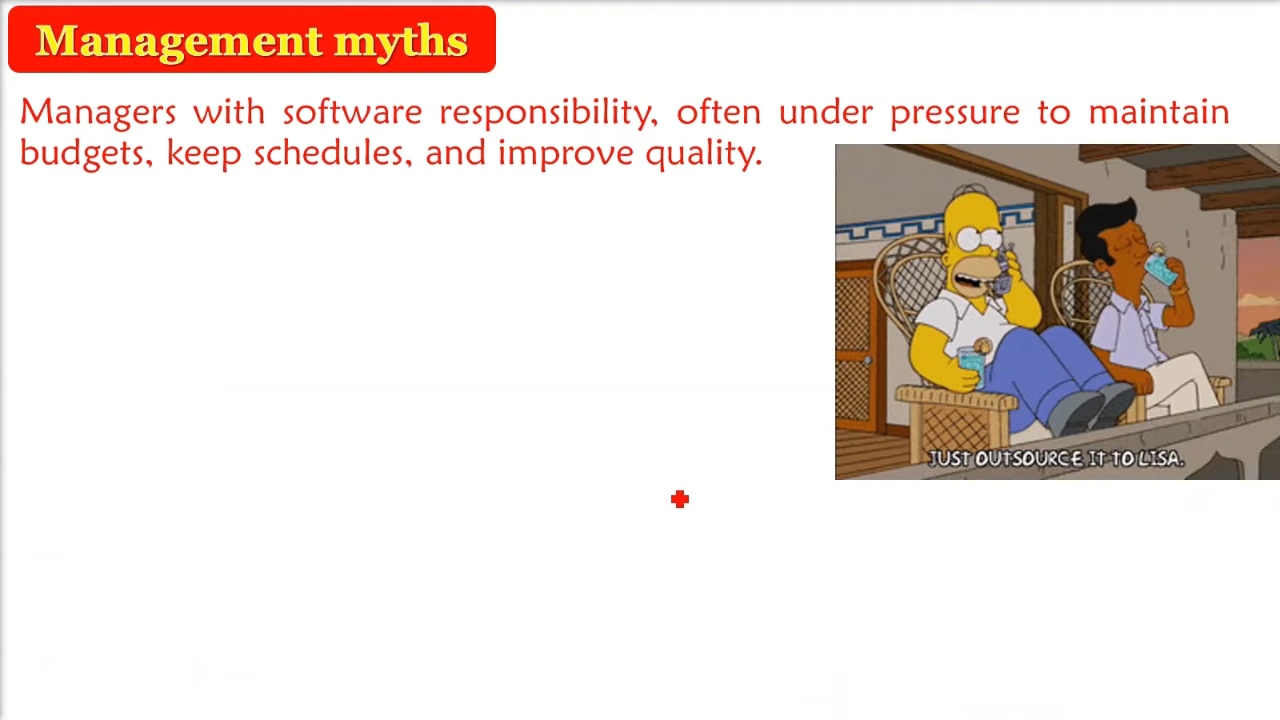 Management myths
Managers with software responsibility, often under pressure to maintain
budgets, keep schedules, and improve quality.
JUST OUTSOURCE IT TO LISA.